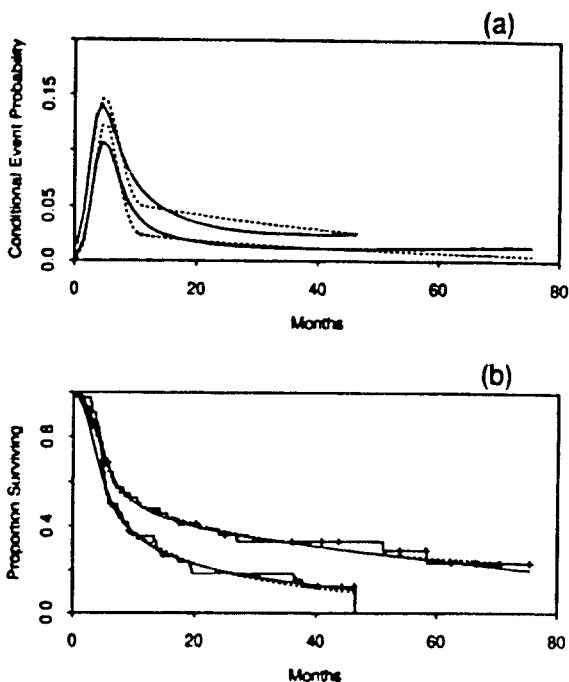 (a)
Conditional Event Probability
0.15
0.05
0.0
0 20 40 60 80
Months
(b)
Proportion Surviving
0.8
0.4
0.0
0 20 40 60 80
Months